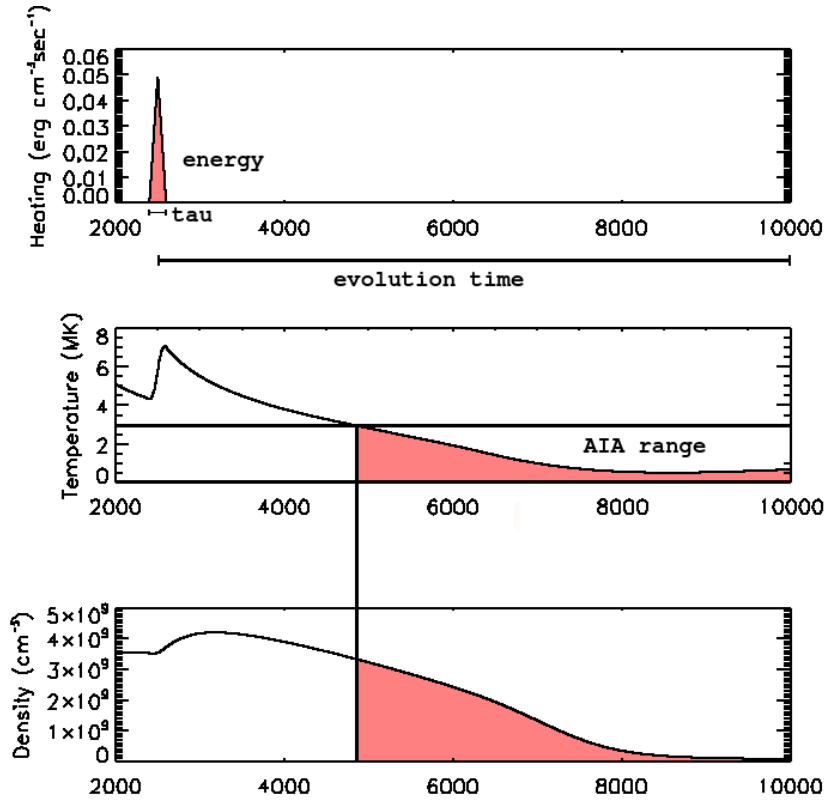 Heating (erg cm⁻³sec⁻¹)
0.06
0.05
0.04
0.03
0.02
0.01
0.00
energy
tau
2000 4000 6000 8000 10000
evolution time
Temperature (MK)
8
6
4
2
0
AIA range
2000 4000 6000 8000 10000
Density (cm⁻³)
5×10⁹
4×10⁹
3×10⁹
2×10⁹
1×10⁹
0
2000 4000 6000 8000 10000